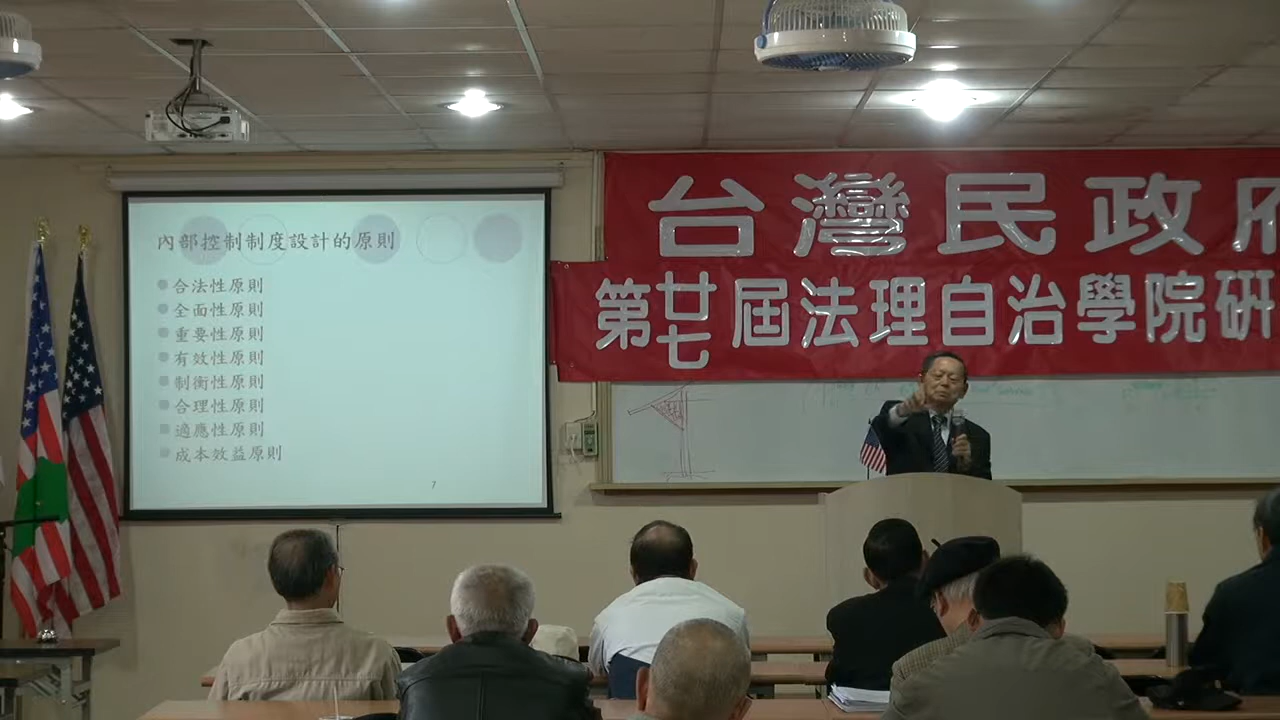 內部控制制度設計的原則
合法性原則
全面性原則
重要性原則
有效性原則
制衡性原則
合理性原則
適應性原則
成本效益原則
7
台灣民政府
第廿七屆法理自治學院研